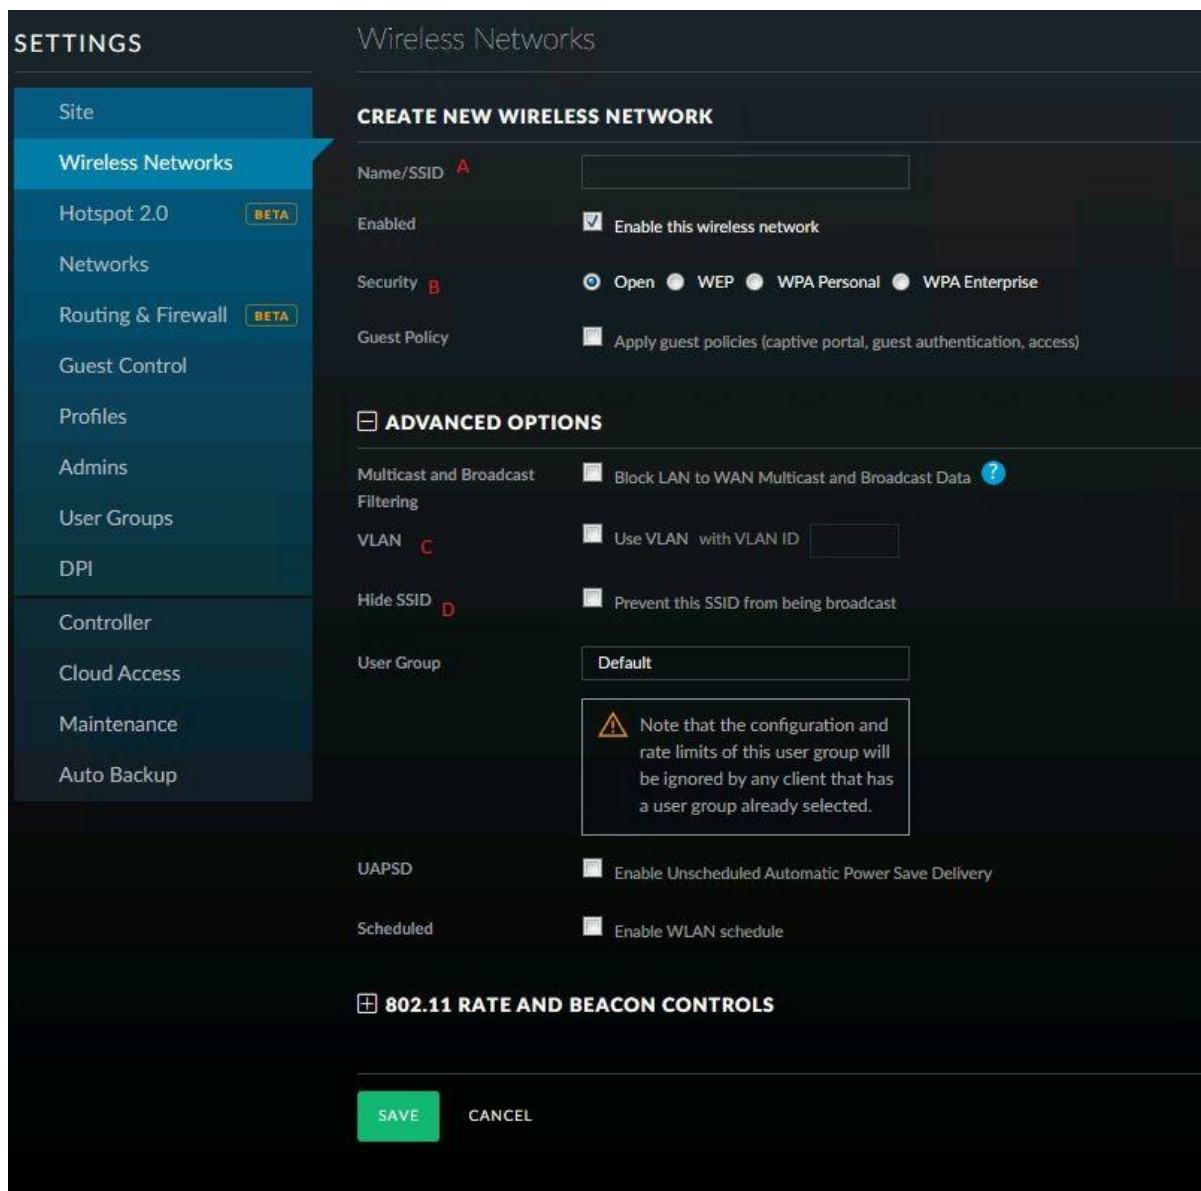 SETTINGS
Site
Wireless Networks
Hotspot 2.0 BETA
Networks
Routing & Firewall BETA
Guest Control
Profiles
Admins
User Groups
DPI
Controller
Cloud Access
Maintenance
Auto Backup
Wireless Networks
CREATE NEW WIRELESS NETWORK
Name/SSID A
Enabled Enable this wireless network
Security B Open WEP WPA Personal WPA Enterprise
Guest Policy Apply guest policies (captive portal, guest authentication, access)
ADVANCED OPTIONS
Multicast and Broadcast Block LAN to WAN Multicast and Broadcast Data ?
Filtering
VLAN C Use VLAN with VLAN ID
Hide SSID D Prevent this SSID from being broadcast
User Group Default
Note that the configuration and
rate limits of this user group will
be ignored by any client that has
a user group already selected.
UAPSD Enable Unscheduled Automatic Power Save Delivery
Scheduled Enable WLAN schedule
802.11 RATE AND BEACON CONTROLS
SAVE CANCEL